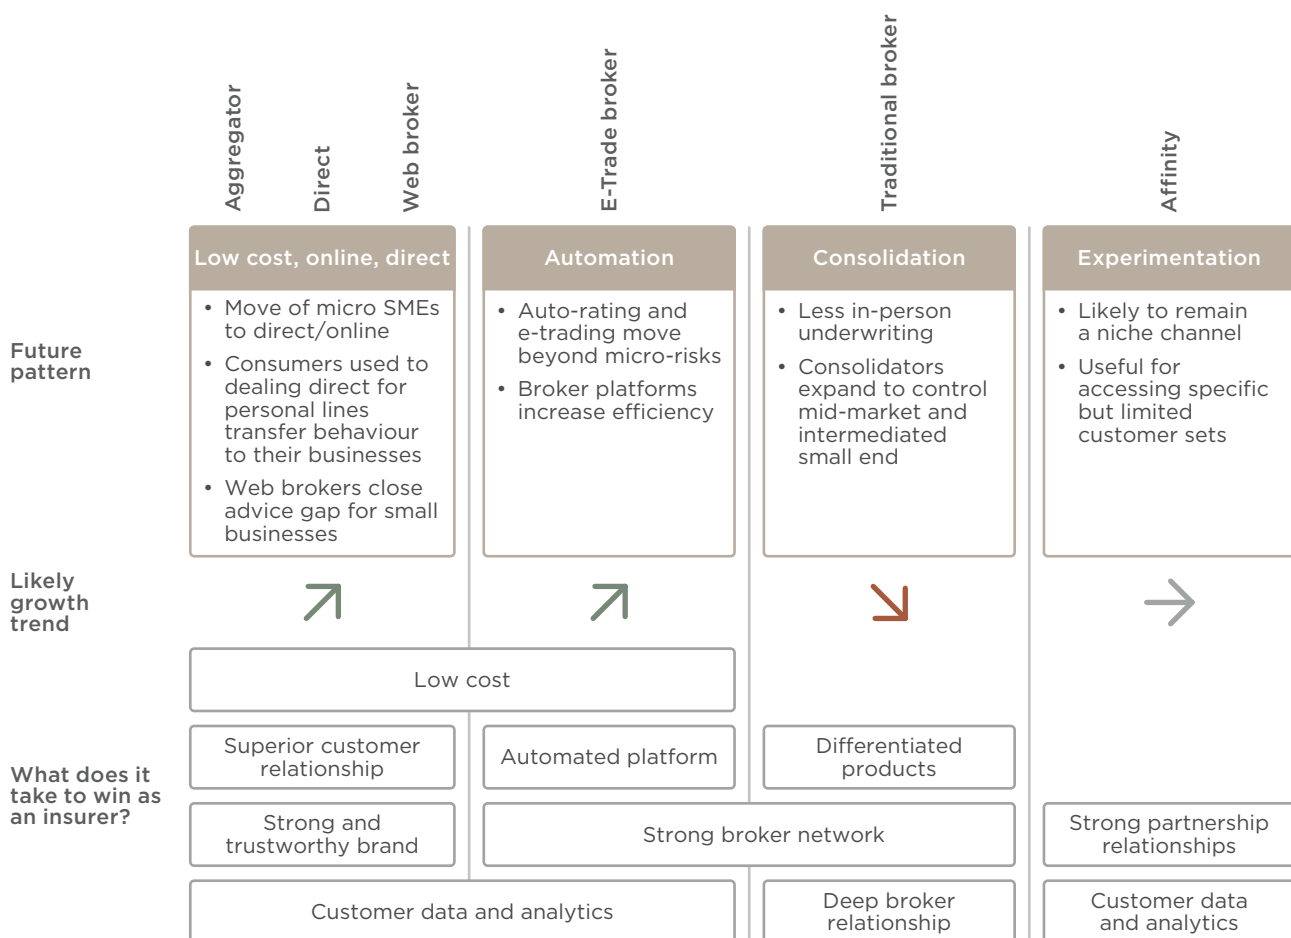 Aggregator
Direct
Web broker
E-Trade broker
Traditional broker
Affinity
Low cost, online, direct
Automation
Consolidation
Experimentation
Future
pattern
• Move of micro SMEs
to direct/online
• Consumers used to
dealing direct for
personal lines
transfer behaviour
to their businesses
• Web brokers close
advice gap for small
businesses
• Auto-rating and
e-trading move
beyond micro-risks
• Broker platforms
increase efficiency
• Less in-person
underwriting
• Consolidators
expand to control
mid-market and
intermediated
small end
• Likely to remain
a niche channel
• Useful for
accessing specific
but limited
customer sets
Likely
growth
trend
What does it
take to win as
an insurer?
Low cost
Superior customer
relationship
Automated platform
Differentiated
products
Strong and
trustworthy brand
Strong broker network
Strong partnership
relationships
Customer data and analytics
Deep broker
relationship
Customer data
and analytics